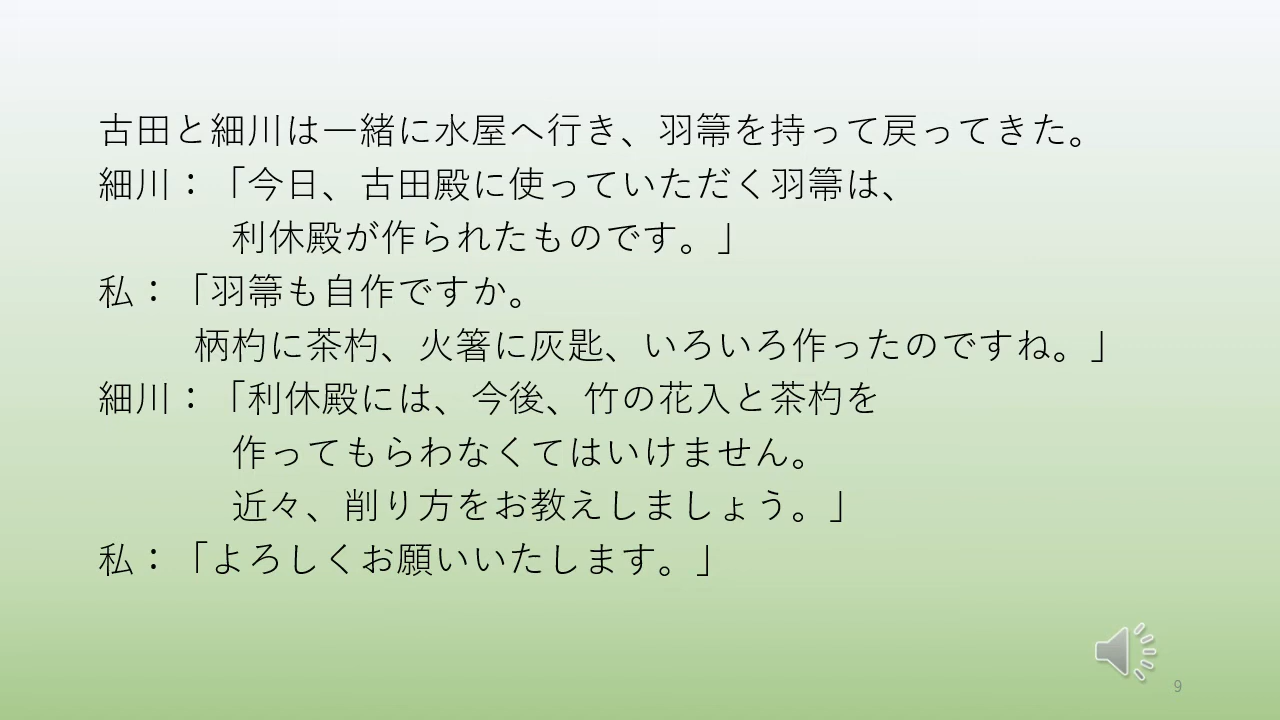 古田と細川は一緒に水屋へ行き、羽箒を持って戻ってきた。
細川：「今日、古田殿に使っていただく羽箒は、
利休殿が作られたものです。」
私：「羽箒も自作ですか。
柄杓に茶杓、火箸に灰匙、いろいろ作ったのですね。」
細川：「利休殿には、今後、竹の花入と茶杓を
作ってもらわなくてはいけません。
近々、削り方をお教えしましょう。」
私：「よろしくお願いいたします。」
9